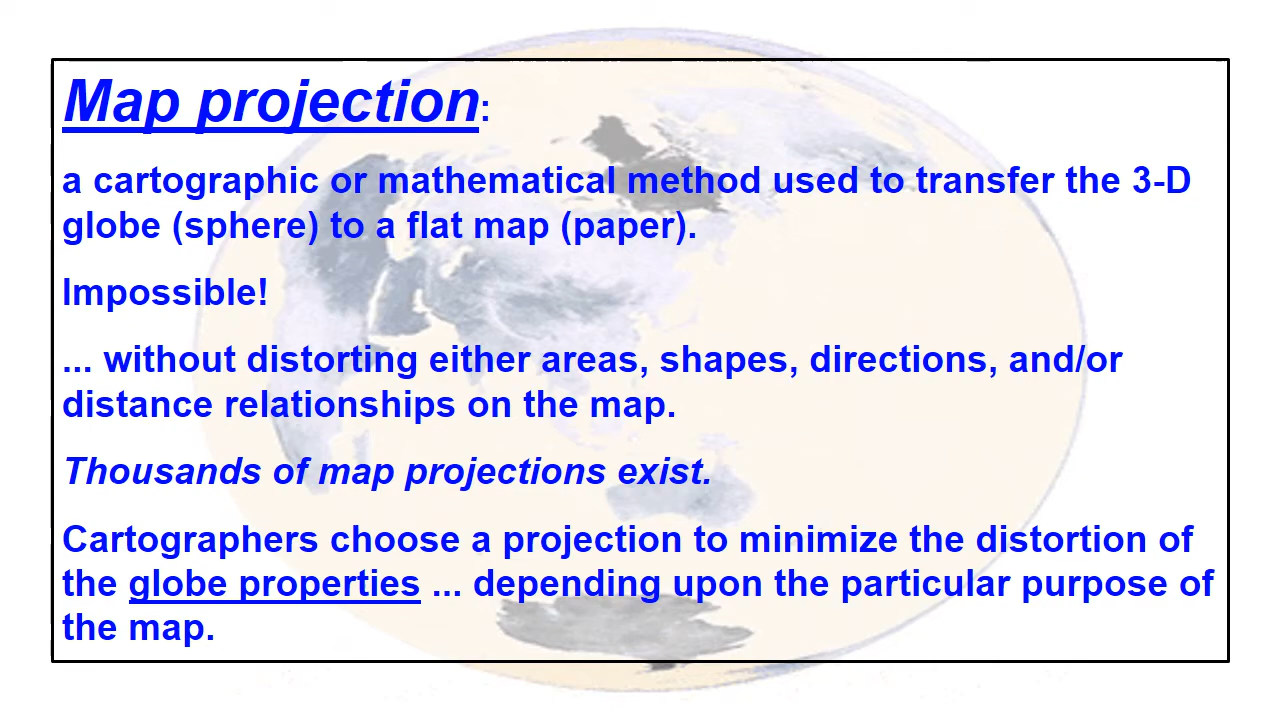 Map projection:
a cartographic or mathematical method used to transfer the 3-D
globe (sphere) to a flat map (paper).
Impossible!
... without distorting either areas, shapes, directions, and/or
distance relationships on the map.
Thousands of map projections exist.
Cartographers choose a projection to minimize the distortion of
the globe properties ... depending upon the particular purpose of
the map.